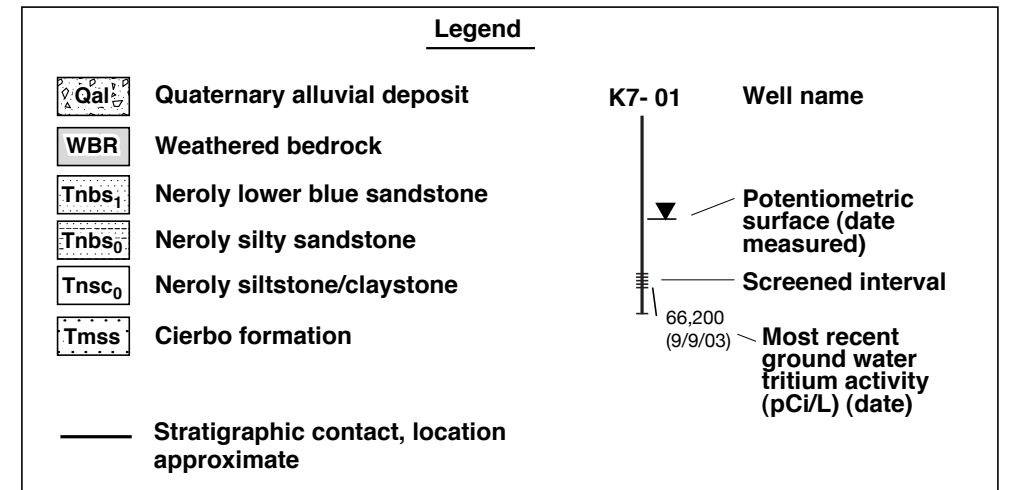 Legend
Qal Quaternary alluvial deposit
WBR Weathered bedrock
Tnbs₁ Neroly lower blue sandstone
Tnbs₀ Neroly silty sandstone
Tnsc₀ Neroly siltstone/claystone
Tmss Cierbo formation
Stratigraphic contact, location
approximate
K7- 01 Well name
Potentiometric
surface (date
measured)
Screened interval
66,200
(9/9/03)
Most recent
ground water
tritium activity
(pCi/L) (date)